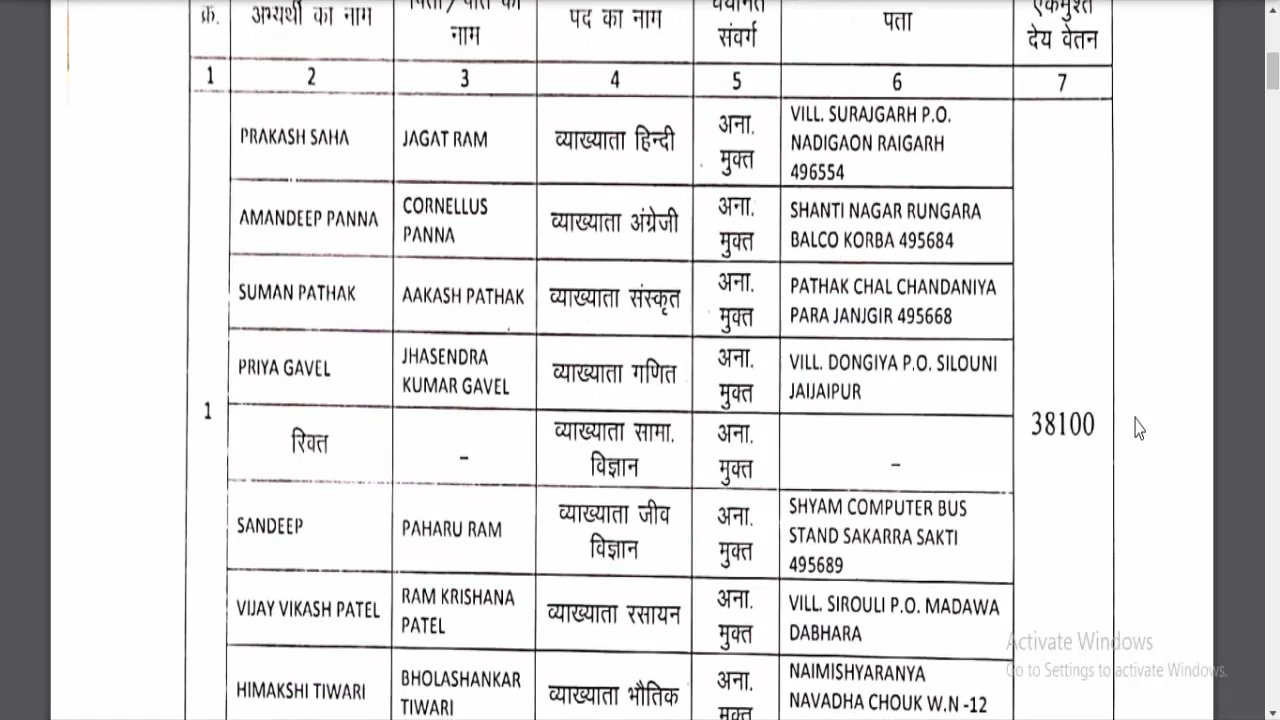 क्र.
अभ्यर्थी का नाम
पिता/पति का
नाम
पद का नाम
चयनित
संवर्ग
पता
एकमुश्त
देय वेतन
1 2 3 4 5 6 7
PRAKASH SAHA
JAGAT RAM
व्याख्याता हिन्दी
अना.
मुक्त
VILL. SURAJGARH P.O.
NADIGAON RAIGARH
496554
AMANDEEP PANNA
CORNELLUS
PANNA
व्याख्याता अंग्रेजी
अना.
मुक्त
SHANTI NAGAR RUNGARA
BALCO KORBA 495684
SUMAN PATHAK
AAKASH PATHAK
व्याख्याता संस्कृत
अना.
मुक्त
PATHAK CHAL CHANDANIYA
PARA JANJGIR 495668
PRIYA GAVEL
JHASENDRA
KUMAR GAVEL
व्याख्याता गणित
अना.
मुक्त
VILL. DONGIYA P.O. SILOUNI
JAIJAIPUR
1
38100
रिक्त
–
व्याख्याता सामा.
विज्ञान
अना.
मुक्त
–
SANDEEP
PAHARU RAM
व्याख्याता जीव
विज्ञान
अना.
मुक्त
SHYAM COMPUTER BUS
STAND SAKARRA SAKTI
495689
VIJAY VIKASH PATEL
RAM KRISHANA
PATEL
व्याख्याता रसायन
अना.
मुक्त
VILL. SIROULI P.O. MADAWA
DABHARA
HIMAKSHI TIWARI
BHOLASHANKAR
TIWARI
व्याख्याता भौतिक
अना.
मुक्त
NAIMISHYARANYA
NAVADHA CHOUK W.N -12
Activate Windows
Go to Settings to activate Windows.